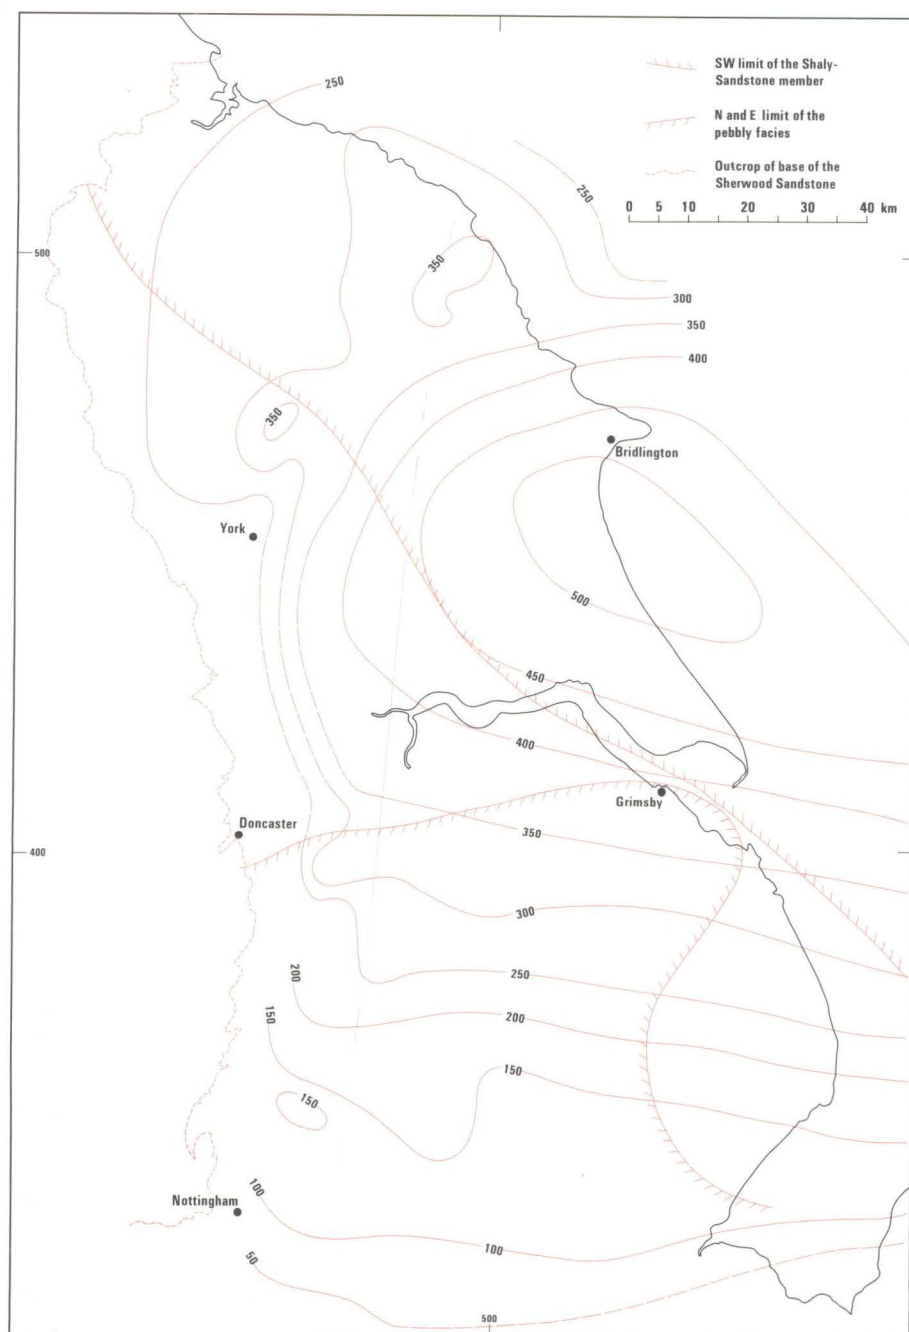 SW limit of the Shaly-
Sandstone member
N and E limit of the
pebbly facies
Outcrop of base of the
Sherwood Sandstone
0 5 10 20 30 40 km
250
250
500
350
300
350
400
350
Bridlington
York
500
450
400
Grimsby
Doncaster
350
400
300
200
250
150
200
150
150
100
Nottingham
100
50
500